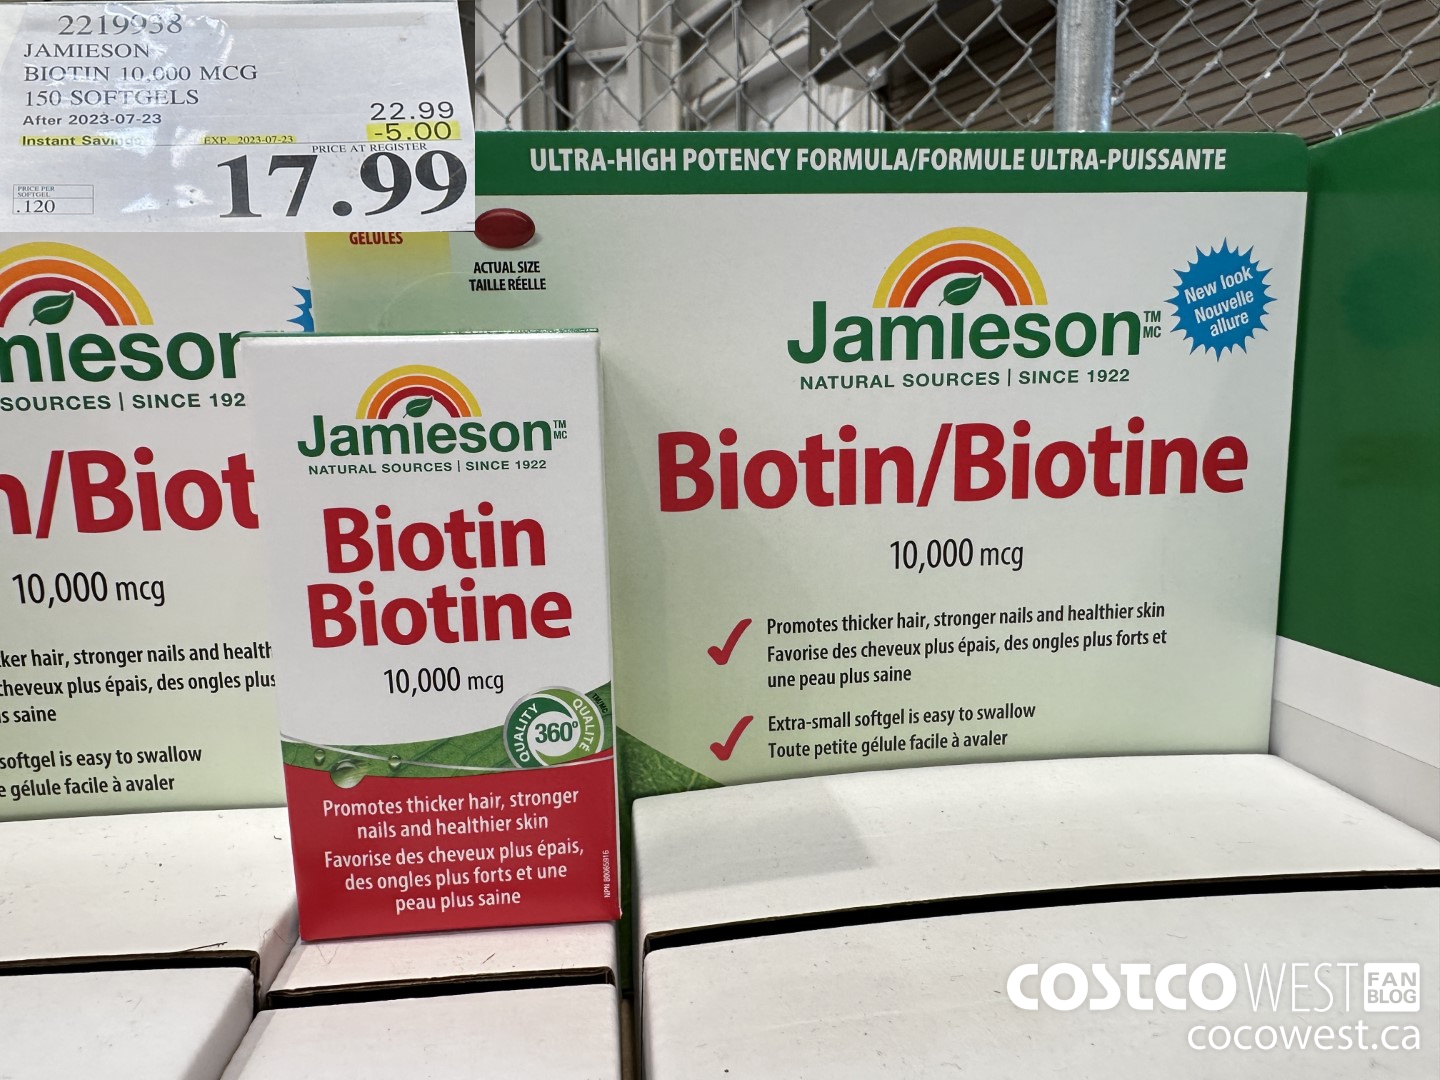 2219938
JAMIESON
BIOTIN 10,000 MCG
150 SOFTGELS
After 2023-07-23
22.99
Instant Savings EXP. 2023-07-23 -5.00
PRICE AT REGISTER
17.99
PRICE PER
SOFTGEL
.120
ULTRA-HIGH POTENCY FORMULA/FORMULE ULTRA-PUISSANTE
GÉLULES
ACTUAL SIZE
TAILLE RÉELLE
Jamieson TM MC
NATURAL SOURCES | SINCE 1922
New look
Nouvelle
allure
Biotin/Biotine
10,000 mcg
Promotes thicker hair, stronger nails and healthier skin
Favorise des cheveux plus épais, des ongles plus forts et
une peau plus saine
Extra-small softgel is easy to swallow
Toute petite gélule facile à avaler
mieson
SOURCES | SINCE 192
n/Biot
10,000 mcg
ker hair, stronger nails and health
cheveux plus épais, des ongles plus
s saine
softgel is easy to swallow
e gélule facile à avaler
Jamieson TM MC
NATURAL SOURCES | SINCE 1922
Biotin
Biotine
10,000 mcg
QUALITY 360° QUALITÉ TM/MC
Promotes thicker hair, stronger
nails and healthier skin
Favorise des cheveux plus épais,
des ongles plus forts et une
peau plus saine
COSTCO WEST FAN BLOG
cocowest.ca